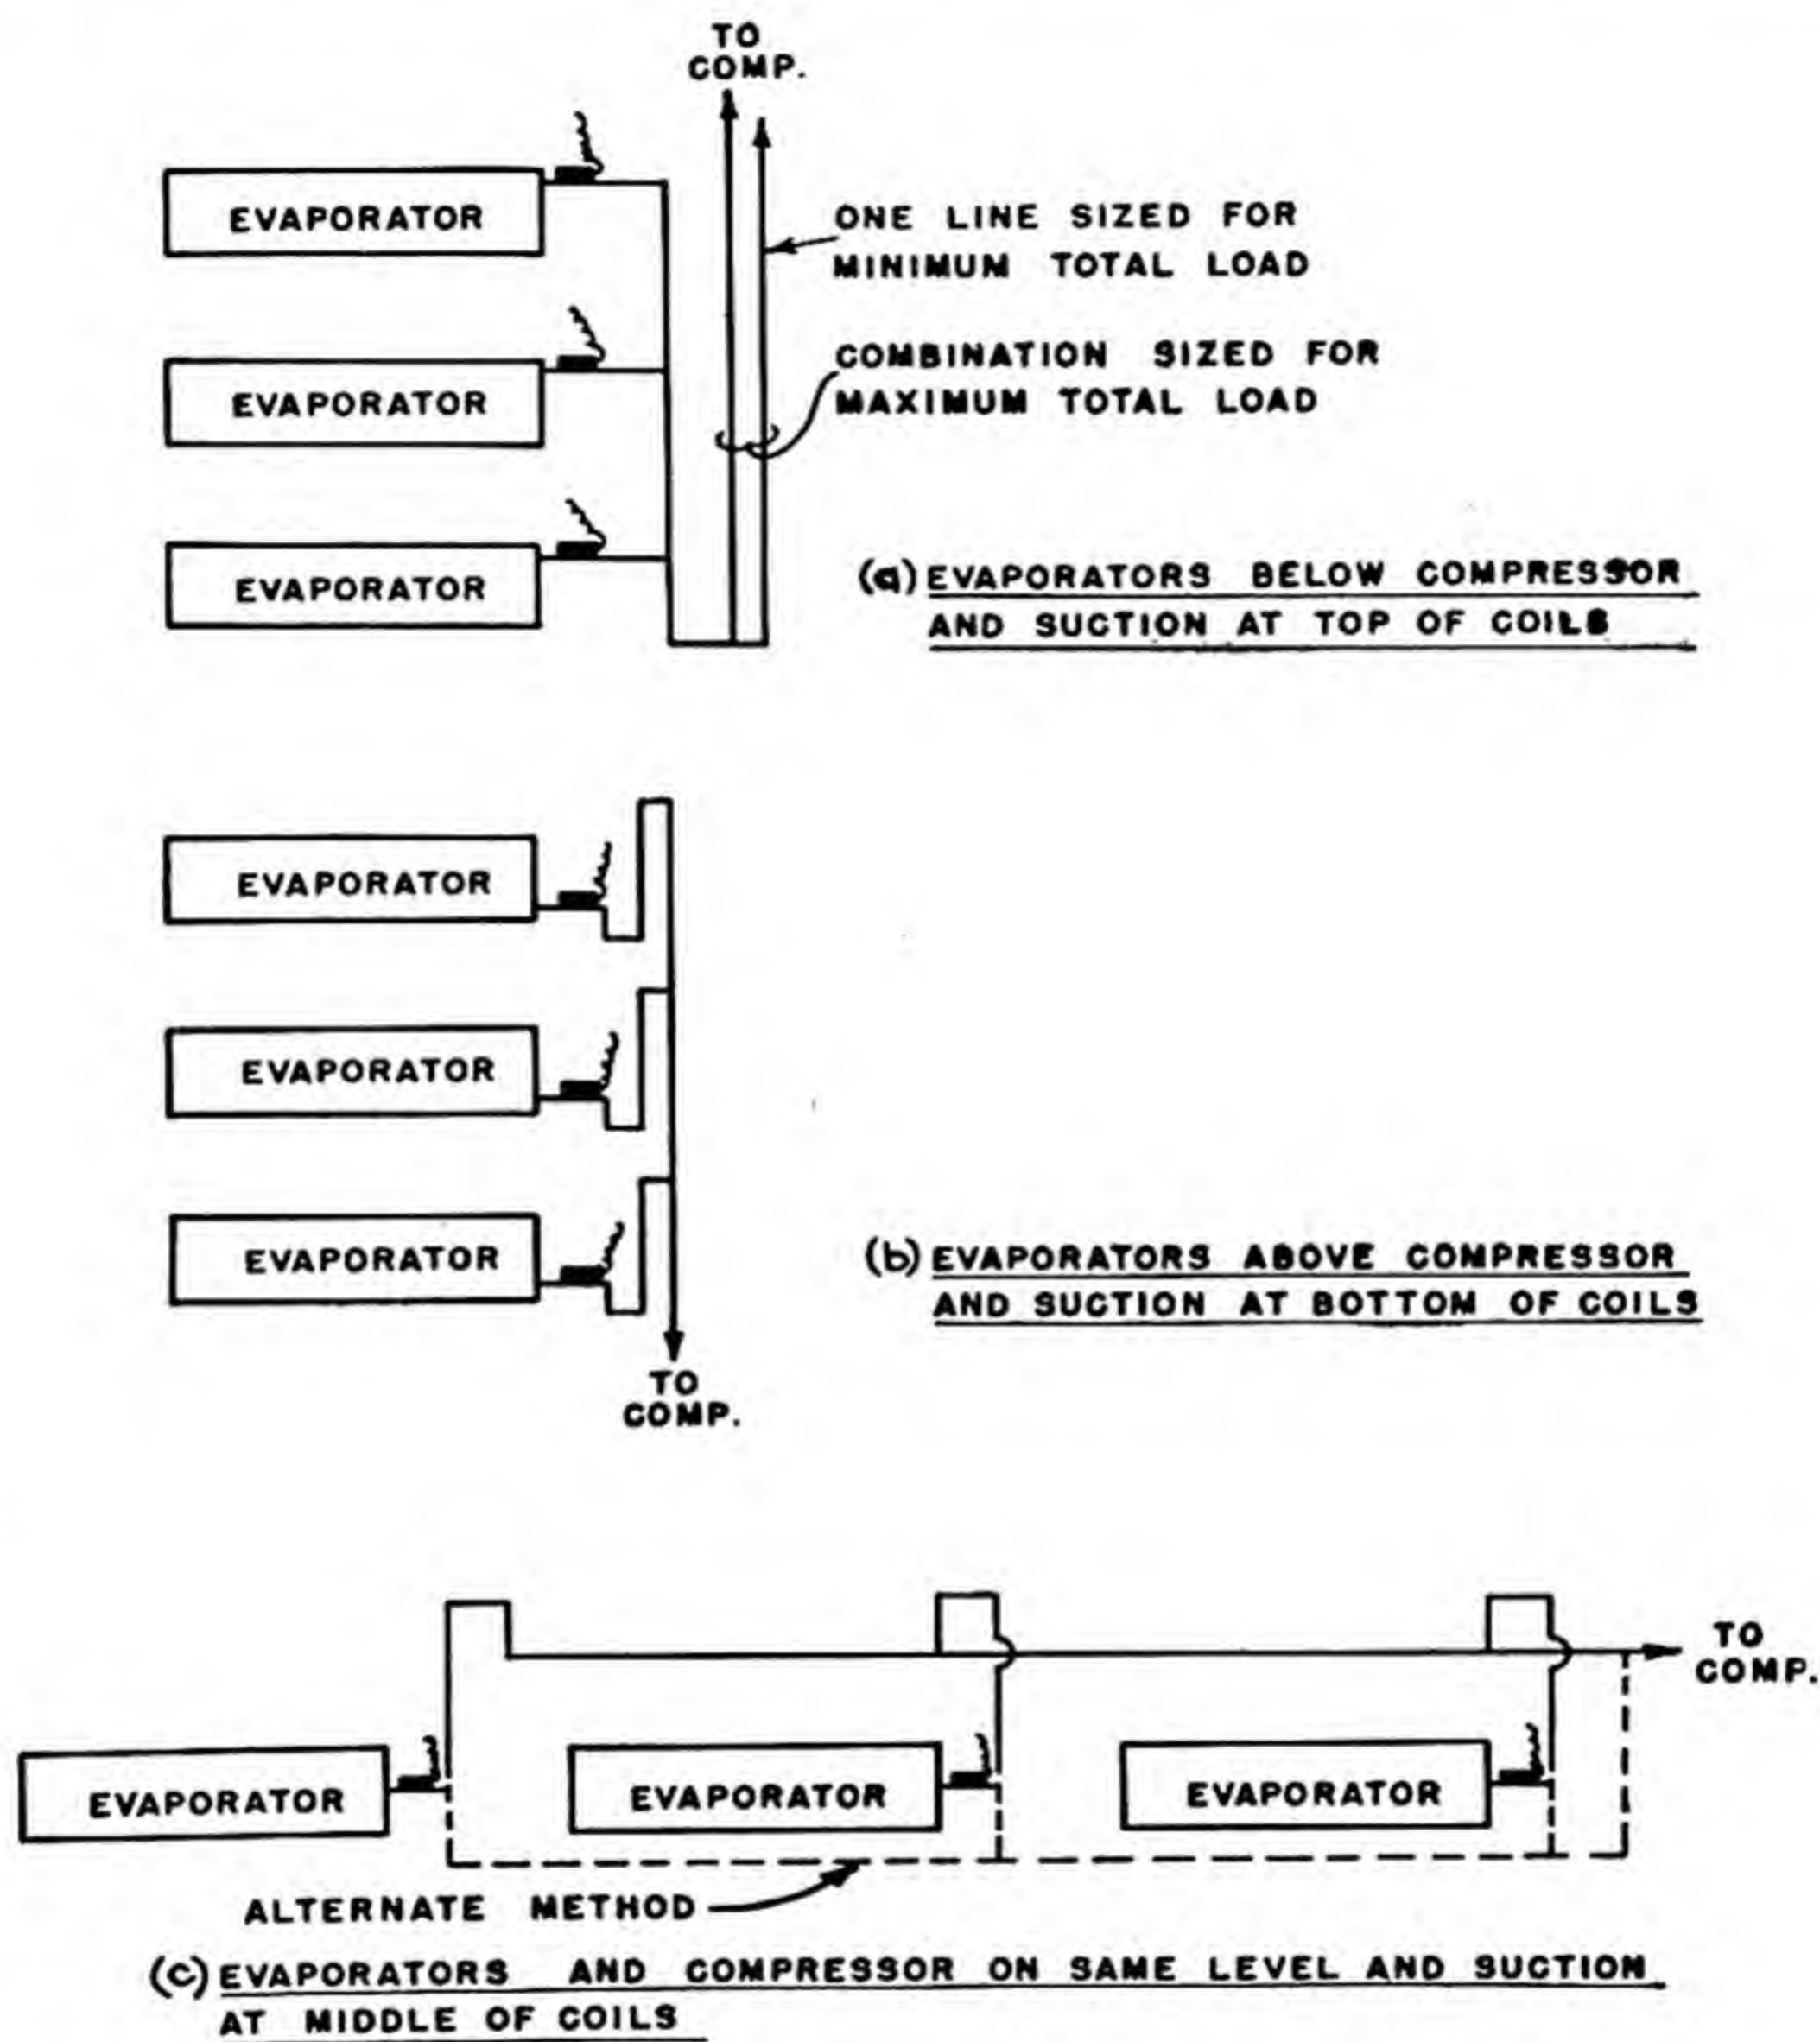 TO
COMP.
EVAPORATOR
ONE LINE SIZED FOR
MINIMUM TOTAL LOAD
COMBINATION SIZED FOR
MAXIMUM TOTAL LOAD
EVAPORATOR
EVAPORATOR
(a) EVAPORATORS BELOW COMPRESSOR
AND SUCTION AT TOP OF COILS
EVAPORATOR
EVAPORATOR
EVAPORATOR
(b) EVAPORATORS ABOVE COMPRESSOR
AND SUCTION AT BOTTOM OF COILS
TO
COMP.
TO
COMP.
EVAPORATOR
EVAPORATOR
EVAPORATOR
ALTERNATE METHOD
(c) EVAPORATORS AND COMPRESSOR ON SAME LEVEL AND SUCTION
AT MIDDLE OF COILS